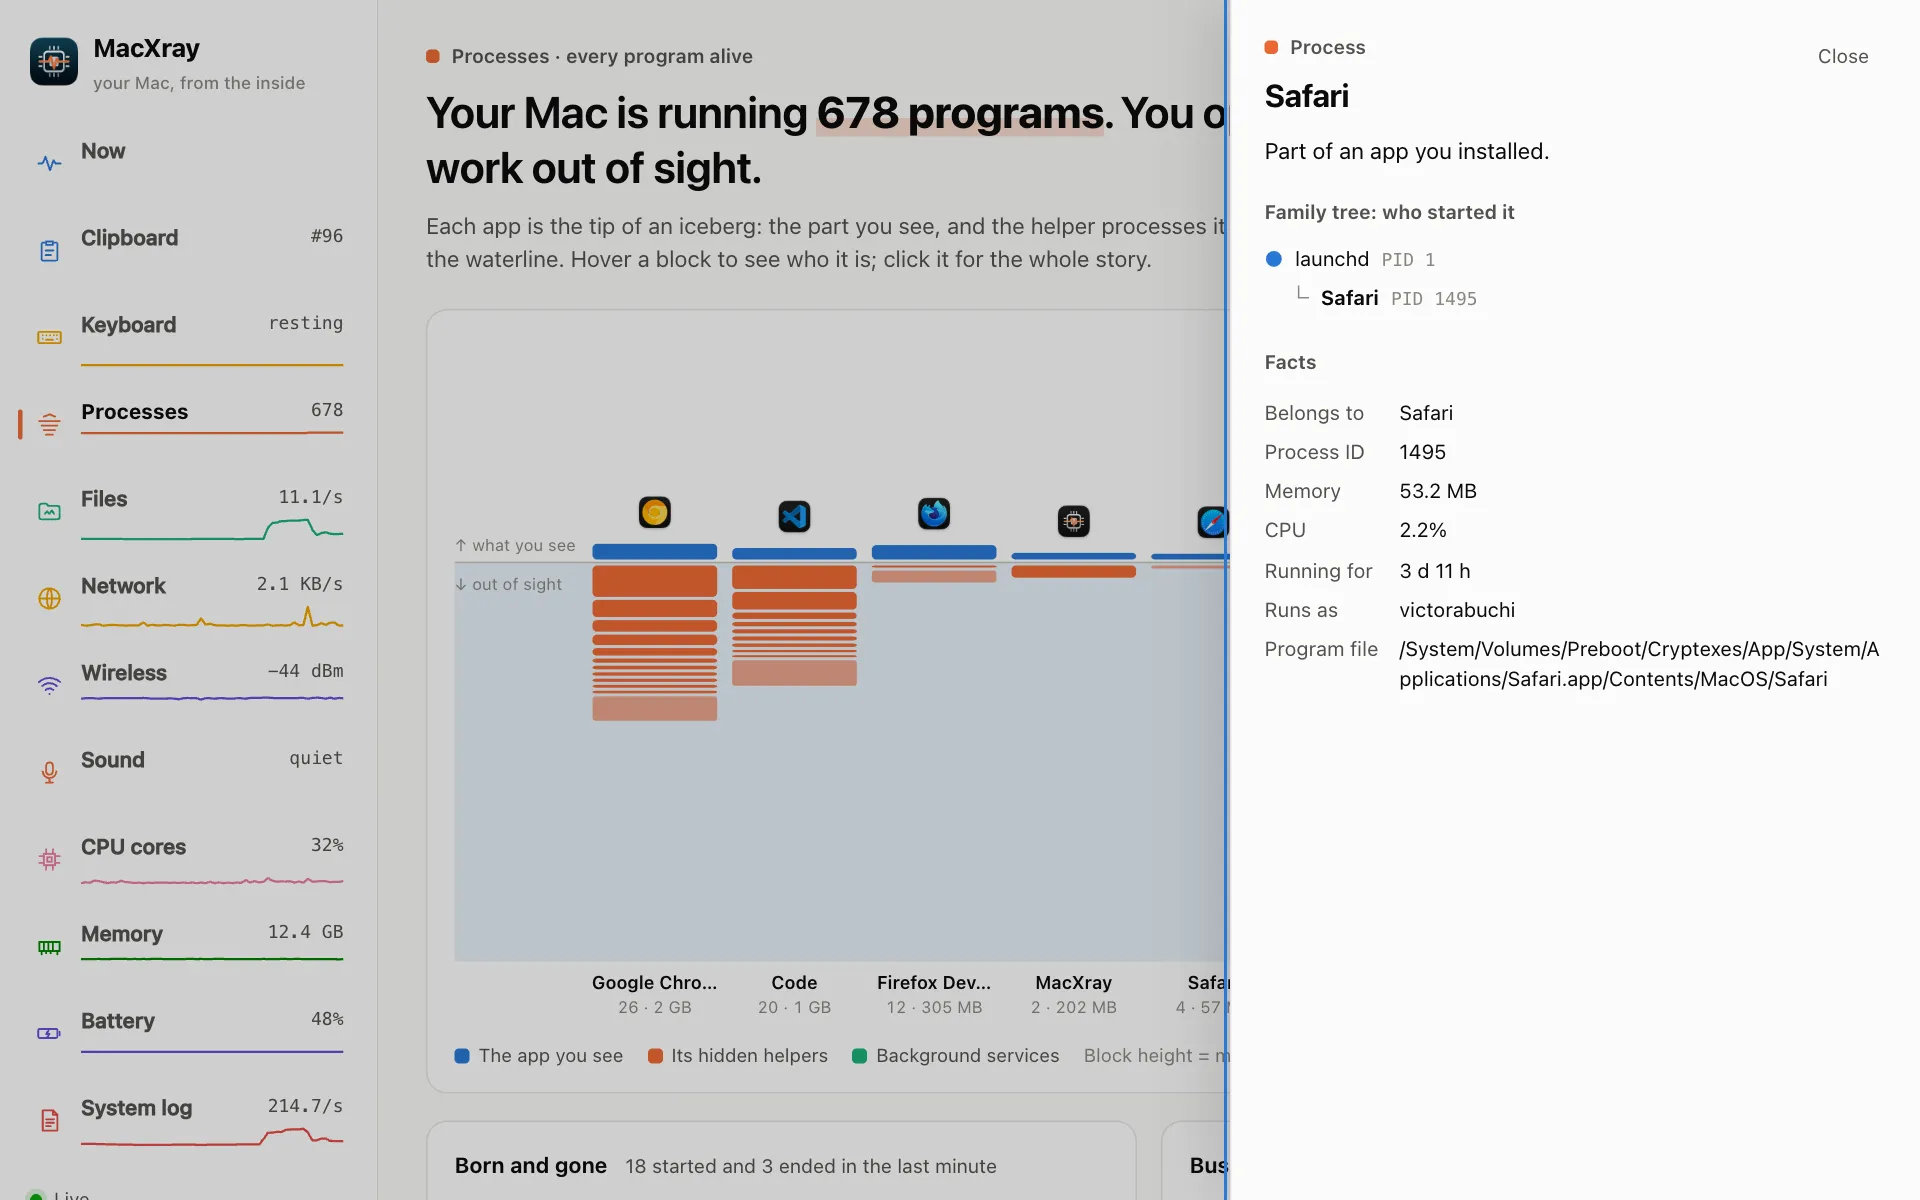 MacXray
your Mac, from the inside
Now
Clipboard #96
Keyboard resting
Processes 678
Files 11.1/s
Network 2.1 KB/s
Wireless −44 dBm
Sound quiet
CPU cores 32%
Memory 12.4 GB
Battery 48%
System log 214.7/s
Live
Processes · every program alive
Your Mac is running 678 programs. You o
work out of sight.
Each app is the tip of an iceberg: the part you see, and the helper processes it
the waterline. Hover a block to see who it is; click it for the whole story.
↑ what you see
↓ out of sight
Google Chro... Code Firefox Dev... MacXray Safar
26 · 2 GB 20 · 1 GB 12 · 305 MB 2 · 202 MB 4 · 57
The app you see Its hidden helpers Background services Block height = m
Born and gone 18 started and 3 ended in the last minute
Bus
Process
Close
Safari
Part of an app you installed.
Family tree: who started it
launchd PID 1
└ Safari PID 1495
Facts
Belongs to Safari
Process ID 1495
Memory 53.2 MB
CPU 2.2%
Running for 3 d 11 h
Runs as victorabuchi
Program file /System/Volumes/Preboot/Cryptexes/App/System/A
pplications/Safari.app/Contents/MacOS/Safari